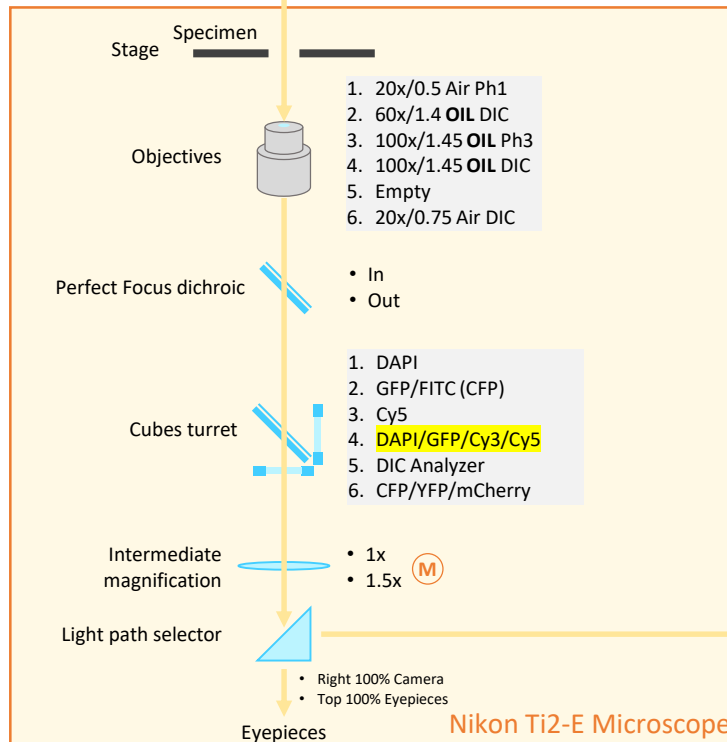 Specimen
Stage
Objectives
1. 20x/0.5 Air Ph1
2. 60x/1.4 OIL DIC
3. 100x/1.45 OIL Ph3
4. 100x/1.45 OIL DIC
5. Empty
6. 20x/0.75 Air DIC
Perfect Focus dichroic
• In
• Out
Cubes turret
1. DAPI
2. GFP/FITC (CFP)
3. Cy5
4. DAPI/GFP/Cy3/Cy5
5. DIC Analyzer
6. CFP/YFP/mCherry
Intermediate
magnification
• 1x
• 1.5x
M
Light path selector
• Right 100% Camera
• Top 100% Eyepieces
Eyepieces
Nikon Ti2-E Microscope